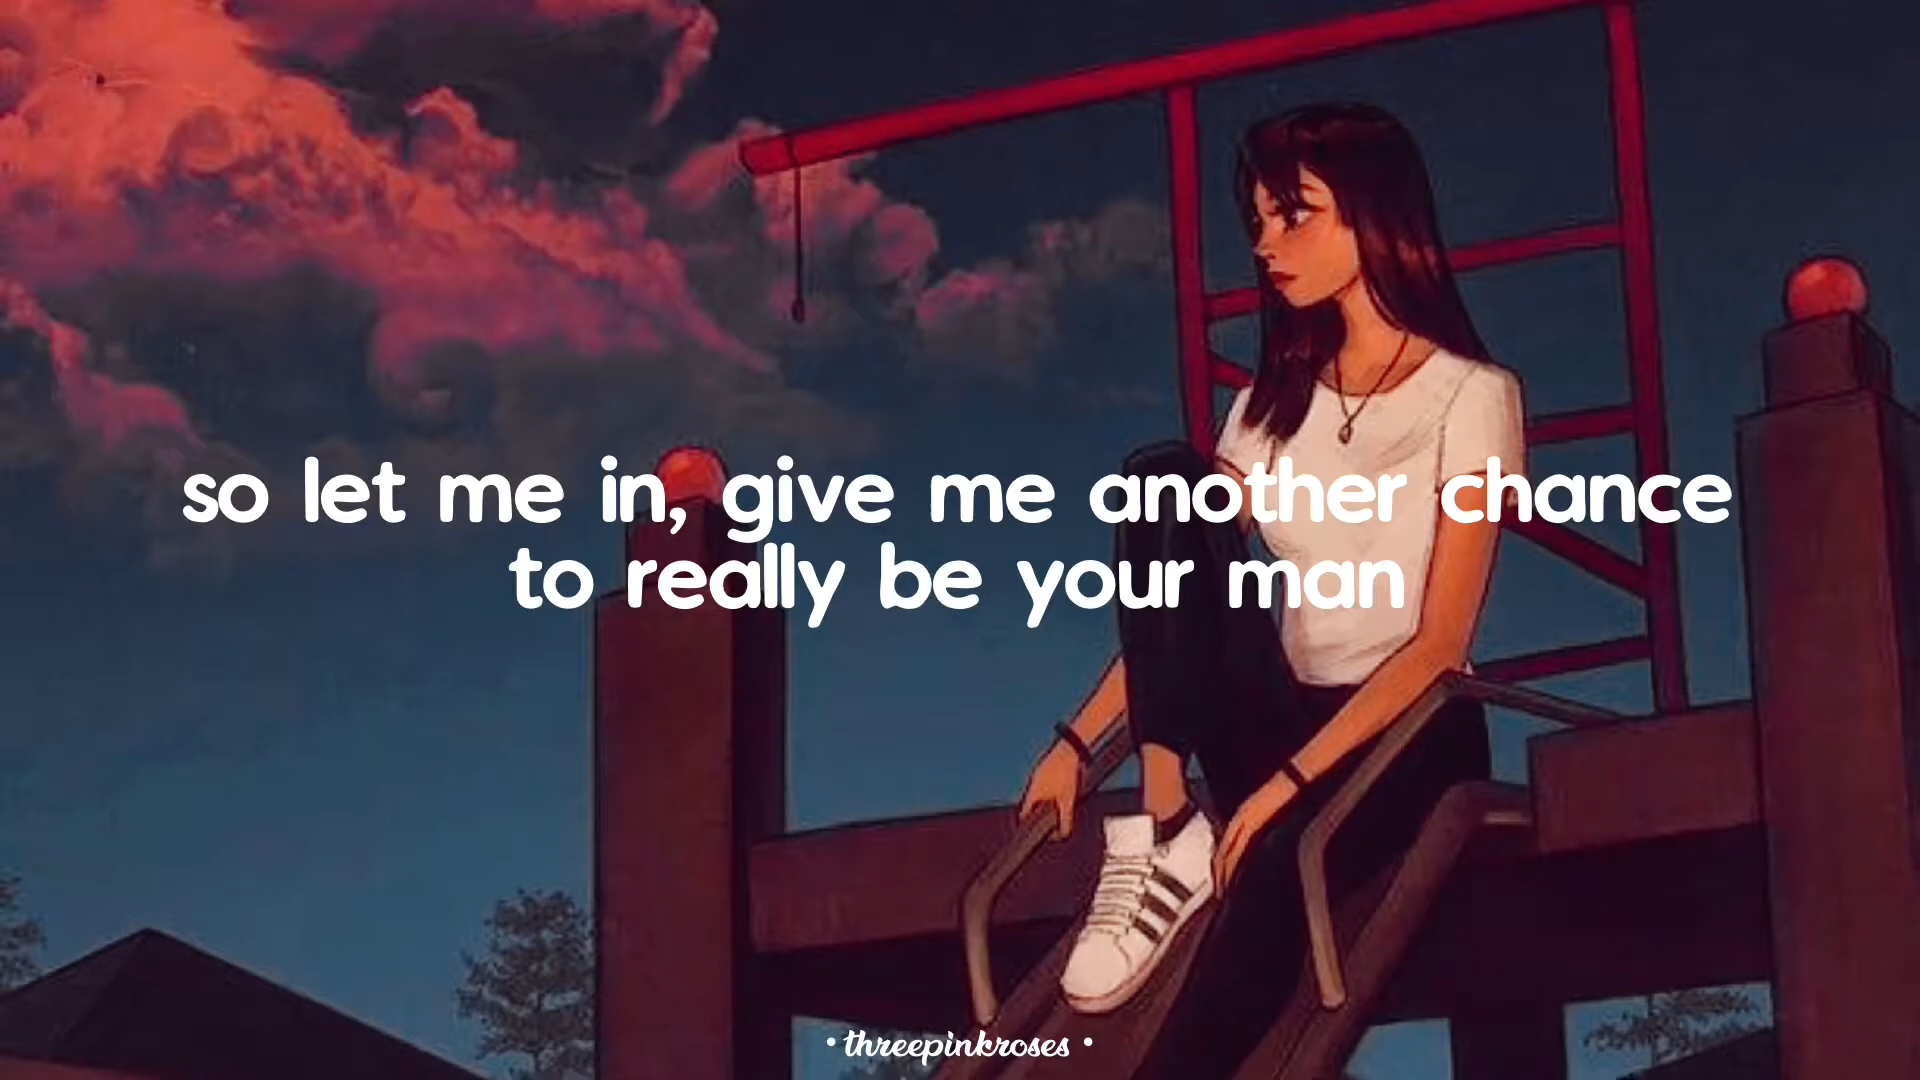 so let me in, give me another chance
to really be your man
• threepinkroses •